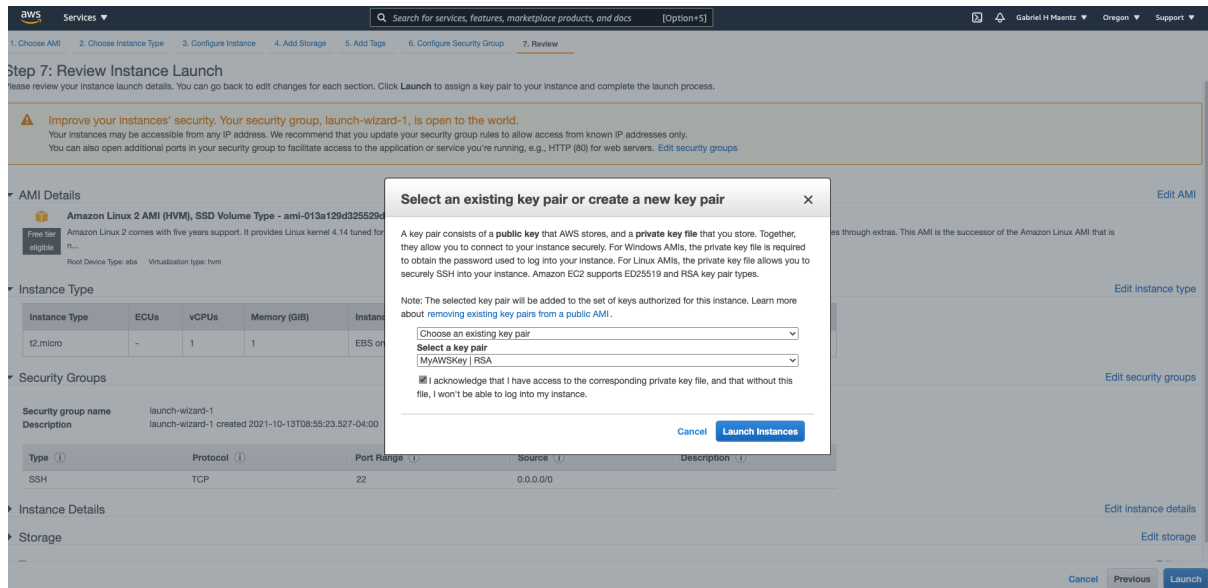 aws Services ▼ Search for services, features, marketplace products, and docs [Option+S] Gabriel H Maentz ▼ Oregon ▼ Support ▼
1. Choose AMI 2. Choose Instance Type 3. Configure Instance 4. Add Storage 5. Add Tags 6. Configure Security Group 7. Review
Step 7: Review Instance Launch
Please review your instance launch details. You can go back to edit changes for each section. Click Launch to assign a key pair to your instance and complete the launch process.
Improve your instances' security. Your security group, launch-wizard-1, is open to the world.
Your instances may be accessible from any IP address. We recommend that you update your security group rules to allow access from known IP addresses only.
You can also open additional ports in your security group to facilitate access to the application or service you're running, e.g., HTTP (80) for web servers. Edit security groups
AMI Details Edit AMI
Amazon Linux 2 AMI (HVM), SSD Volume Type - ami-013a129d325529d
Free tier eligible
Amazon Linux 2 comes with five years support. It provides Linux kernel 4.14 tuned for
es through extras. This AMI is the successor of the Amazon Linux AMI that is
n...
Root Device Type: ebs Virtualization type: hvm
Instance Type Edit instance type
Instance Type ECUs vCPUs Memory (GiB) Instanc
t2.micro - 1 1 EBS on
Security Groups Edit security groups
Security group name launch-wizard-1
Description launch-wizard-1 created 2021-10-13T08:55:23.527-04:00
Type Protocol Port Range Source Description
SSH TCP 22 0.0.0.0/0
Instance Details Edit instance details
Storage Edit storage
Select an existing key pair or create a new key pair ×
A key pair consists of a public key that AWS stores, and a private key file that you store. Together,
they allow you to connect to your instance securely. For Windows AMIs, the private key file is required
to obtain the password used to log into your instance. For Linux AMIs, the private key file allows you to
securely SSH into your instance. Amazon EC2 supports ED25519 and RSA key pair types.
Note: The selected key pair will be added to the set of keys authorized for this instance. Learn more
about removing existing key pairs from a public AMI .
Choose an existing key pair
Select a key pair
MyAWSKey | RSA
I acknowledge that I have access to the corresponding private key file, and that without this
file, I won't be able to log into my instance.
Cancel Launch Instances
Cancel Previous Launch